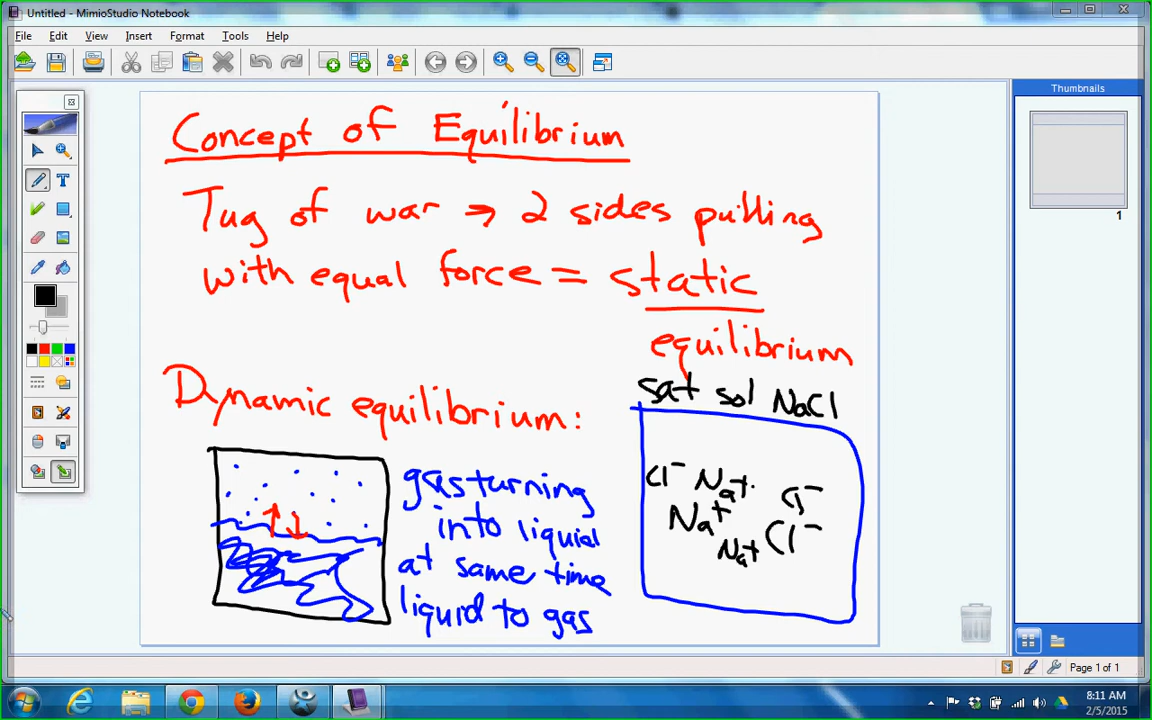 Untitled - MimioStudio Notebook
File Edit View Insert Format Tools Help
Thumbnails
1
Concept of Equilibrium
Tug of war → 2 sides pulling
with equal force = static
equilibrium
Dynamic equilibrium:
sat sol NaCl
gas turning
into liquid
at same time
liquid to gas
Cl⁻ Na⁺ Cl⁻
Na⁺ Cl⁻
Na⁺
Page 1 of 1
8:11 AM
2/5/2015